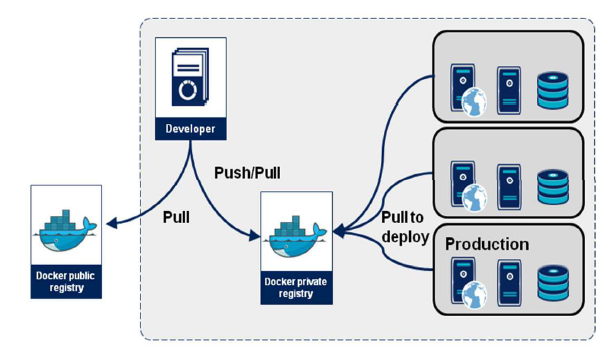 Developer
Push/Pull
Pull
Docker public
registry
Docker private
registry
Pull to
deploy
Production